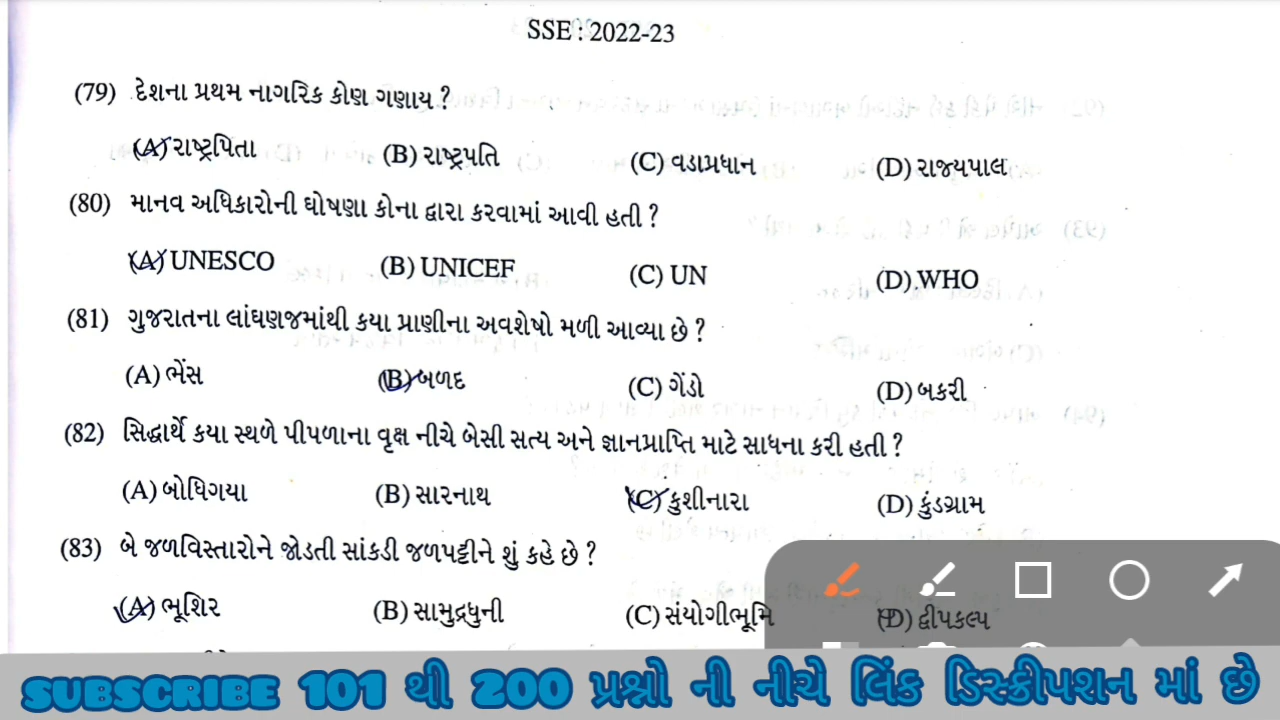 SSE : 2022-23
(79) દેશના પ્રથમ નાગરિક કોણ ગણાય ?
(A) રાષ્ટ્રપિતા (B) રાષ્ટ્રપતિ (C) વડાપ્રધાન (D) રાજ્યપાલ
(80) માનવ અધિકારોની ઘોષણા કોના દ્વારા કરવામાં આવી હતી ?
(A) UNESCO (B) UNICEF (C) UN (D) WHO
(81) ગુજરાતના લાંઘણજમાંથી કયા પ્રાણીના અવશેષો મળી આવ્યા છે ?
(A) ભેંસ (B) બળદ (C) ગેંડો (D) બકરી
(82) સિદ્ધાર્થે કયા સ્થળે પીપળાના વૃક્ષ નીચે બેસી સત્ય અને જ્ઞાનપ્રાપ્તિ માટે સાધના કરી હતી ?
(A) બોધિગયા (B) સારનાથ (C) કુશીનારા (D) કુંડગ્રામ
(83) બે જળવિસ્તારોને જોડતી સાંકડી જળપટ્ટીને શું કહે છે ?
(A) ભૂશિર (B) સામુદ્રધુની (C) સંયોગીભૂમિ (D) દ્વીપકલ્પ
SUBSCRIBE 101 થી 200 પ્રશ્નો ની નીચે લિંક ડિસ્ક્રીપશન માં છે